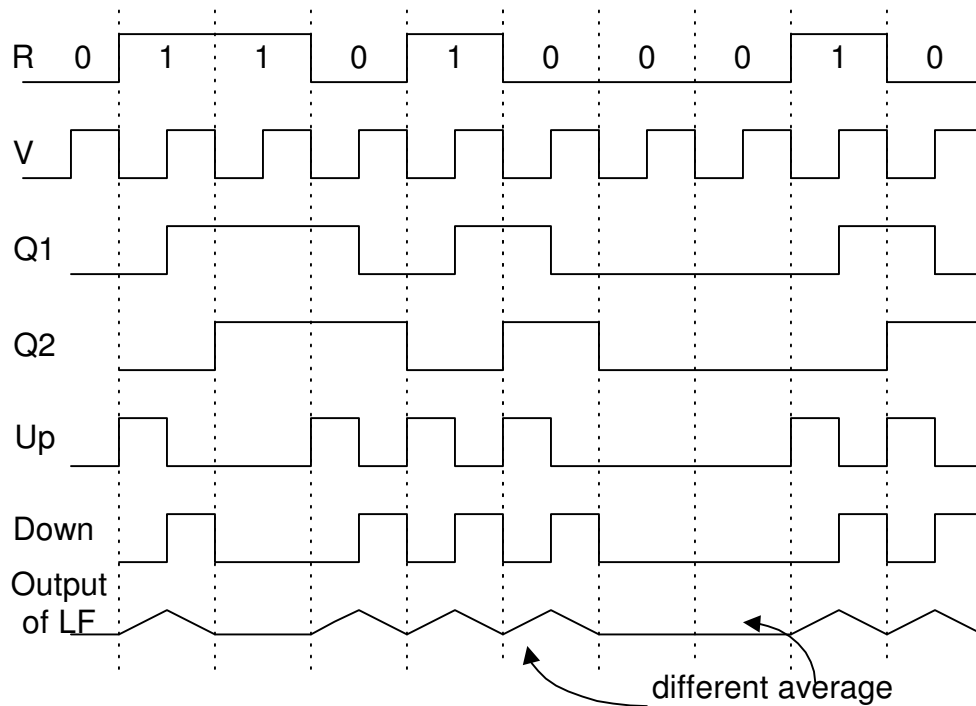 R 0 1 1 0 1 0 0 0 1 0
V
Q1
Q2
Up
Down
Output
of LF
different average